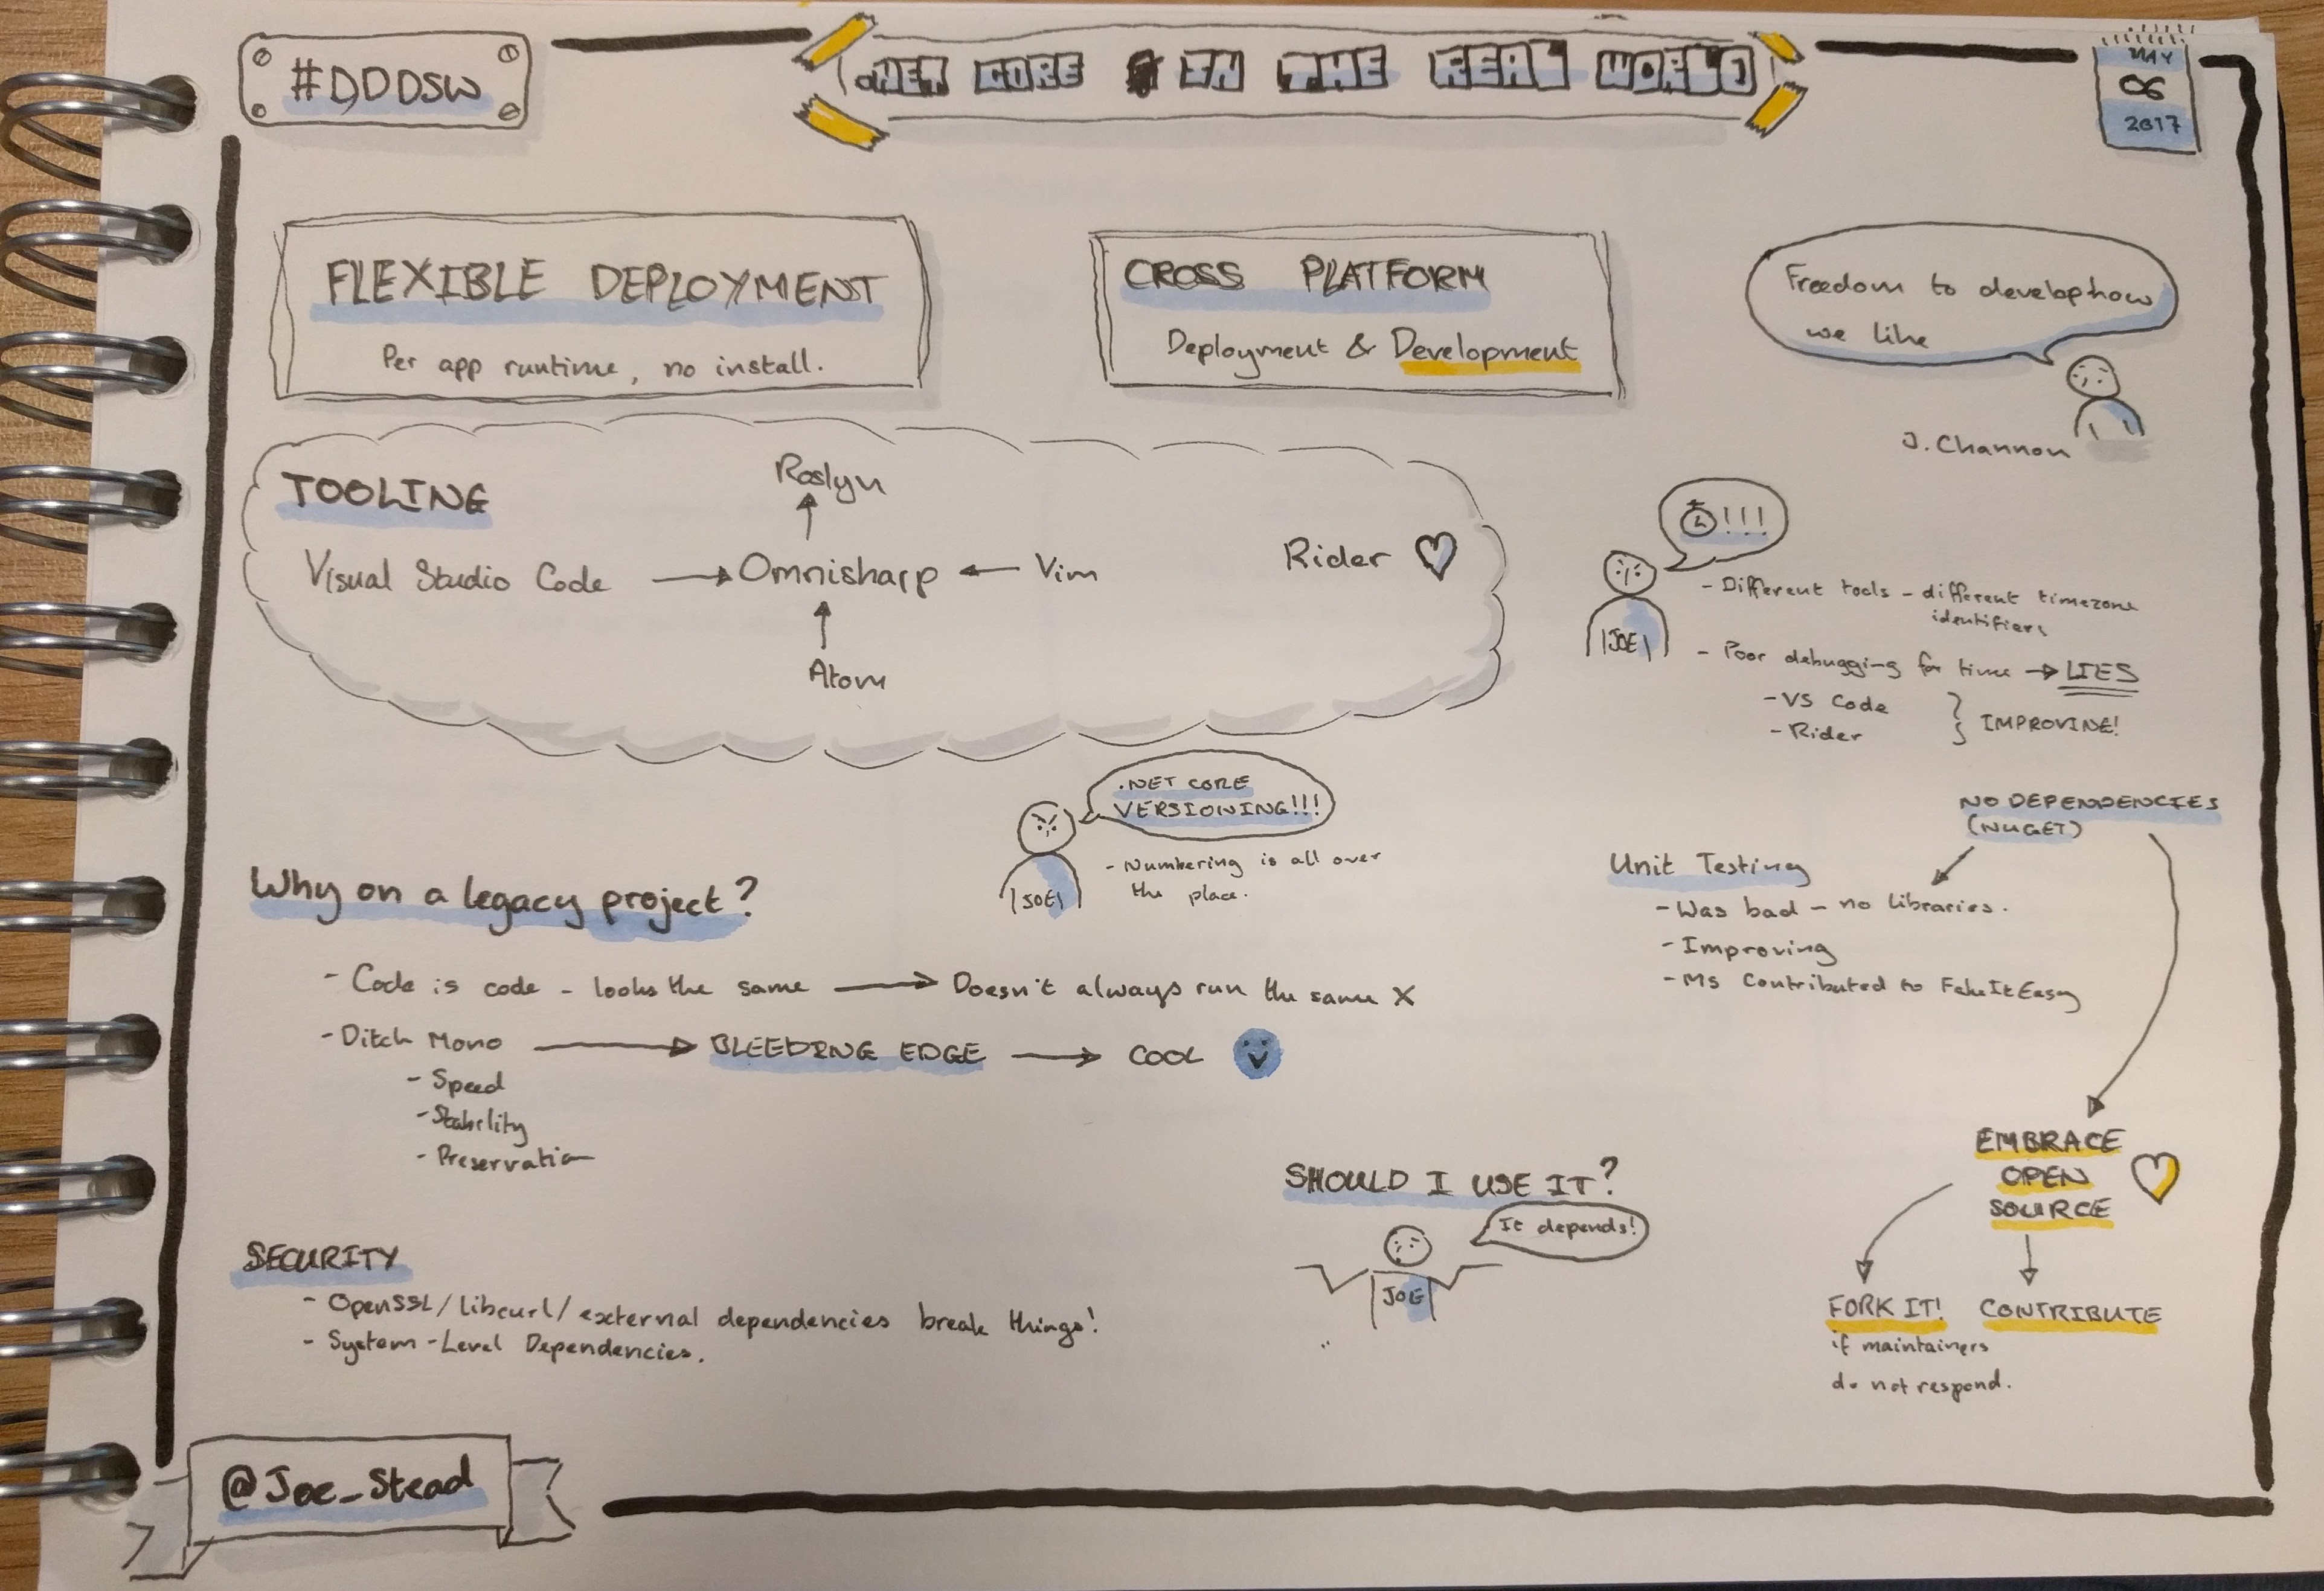 #DDDSW
.NET CORE IN THE REAL WORLD
MAY
06
2017
FLEXIBLE DEPLOYMENT
Per app runtime, no install.
CROSS PLATFORM
Deployment & Development
Freedom to develop how
we like
J. Channon
TOOLING
Roslyn
Visual Studio Code
Omnisharp
Vim
Atom
Rider
!!!
JOE
- Different tools - different timezone
identifiers
- Poor debugging for time → LIES
- VS Code
- Rider
IMPROVING!
.NET CORE
VERSIONING!!!
JOE
- Numbering is all over
the place.
NO DEPENDENCIES
(NUGET)
Unit Testing
- Was bad - no libraries.
- Improving
- Ms Contributed to FakeItEasy
Why on a legacy project?
- Code is code - looks the same → Doesn't always run the same X
- Ditch Mono → BLEEDING EDGE → COOL
- Speed
- Stability
- Preservation
EMBRACE
OPEN
SOURCE
FORK IT!
if maintainers
do not respond.
CONTRIBUTE
SHOULD I USE IT?
It depends!
JOE
SECURITY
- OpenSSL/libcurl/external dependencies break things!
- System-Level Dependencies.
@Joe_Stead